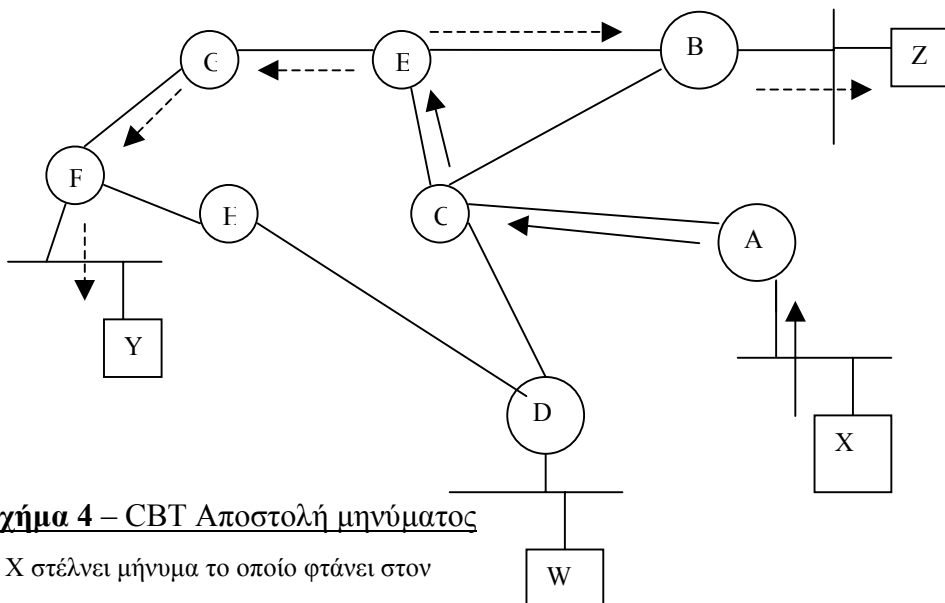 G E B Z
F H C A
Y
D
X
χήμα 4 – CBT Αποστολή μηνύματος
X στέλνει μήνυμα το οποίο φτάνει στον
W